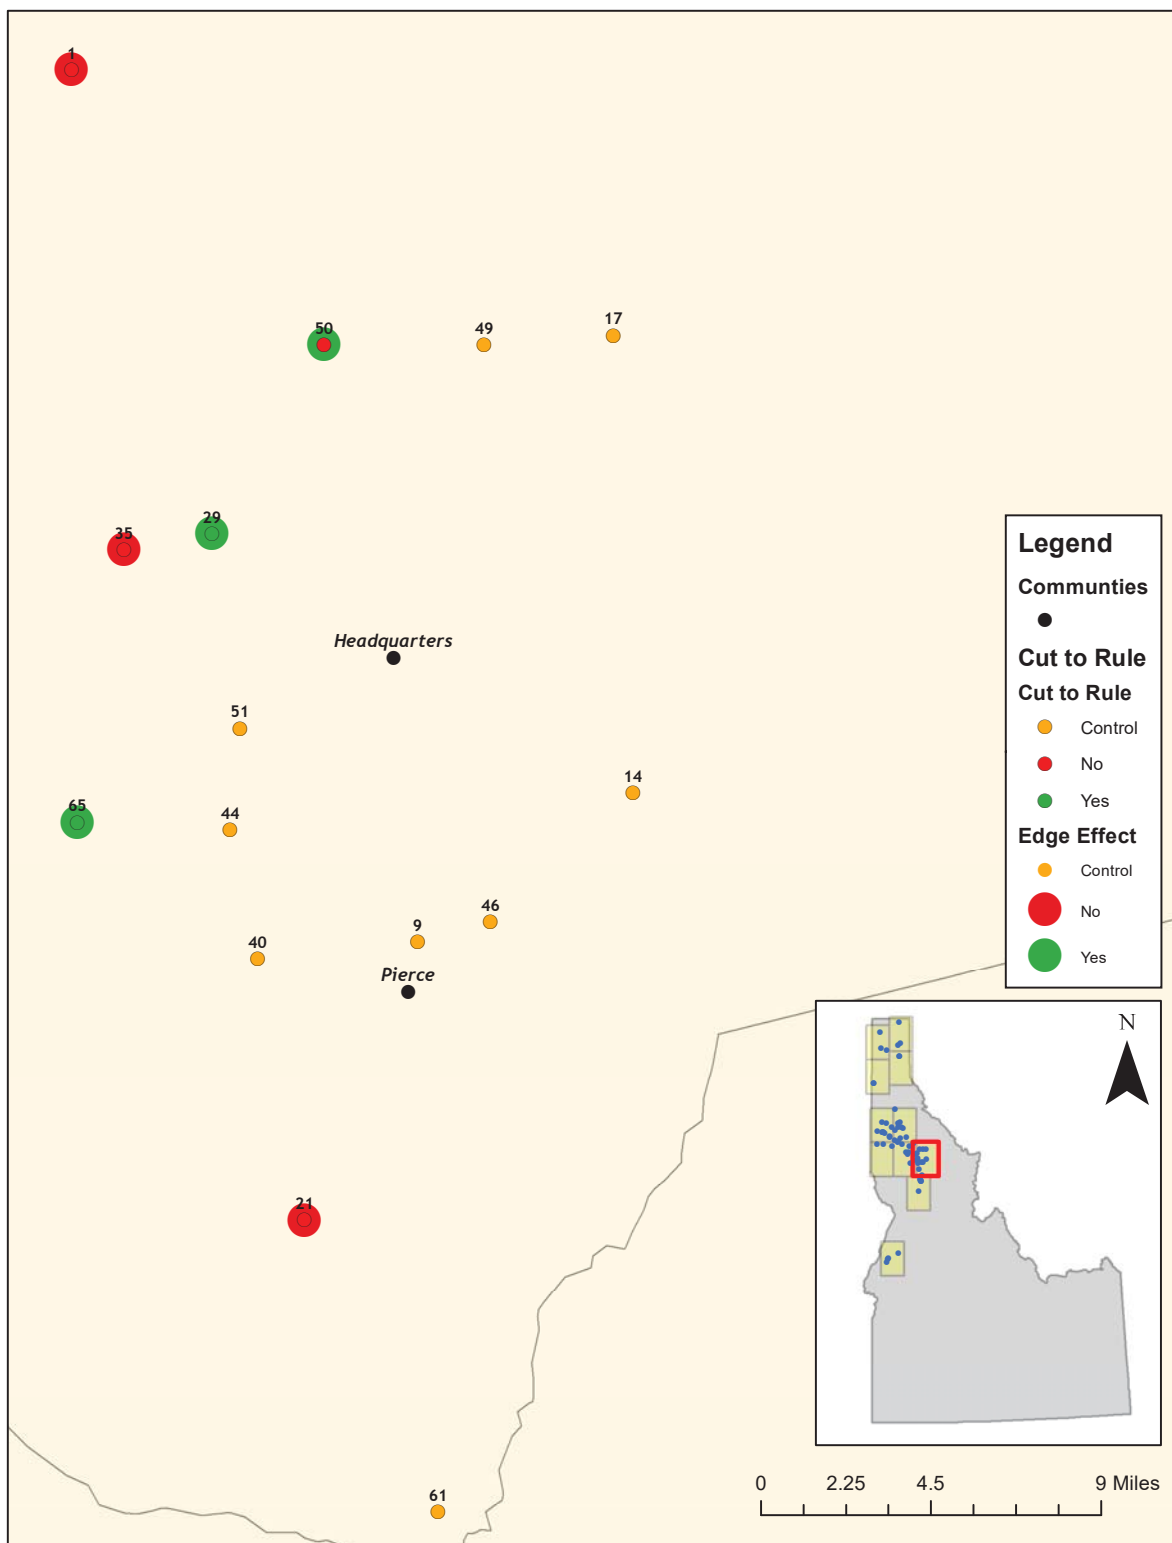 1
50
49
17
29
35
Headquarters
51
14
65
44
46
9
40
Pierce
21
61
Legend
Communties
Cut to Rule
Cut to Rule
Control
No
Yes
Edge Effect
Control
No
Yes
N
0 2.25 4.5 9 Miles